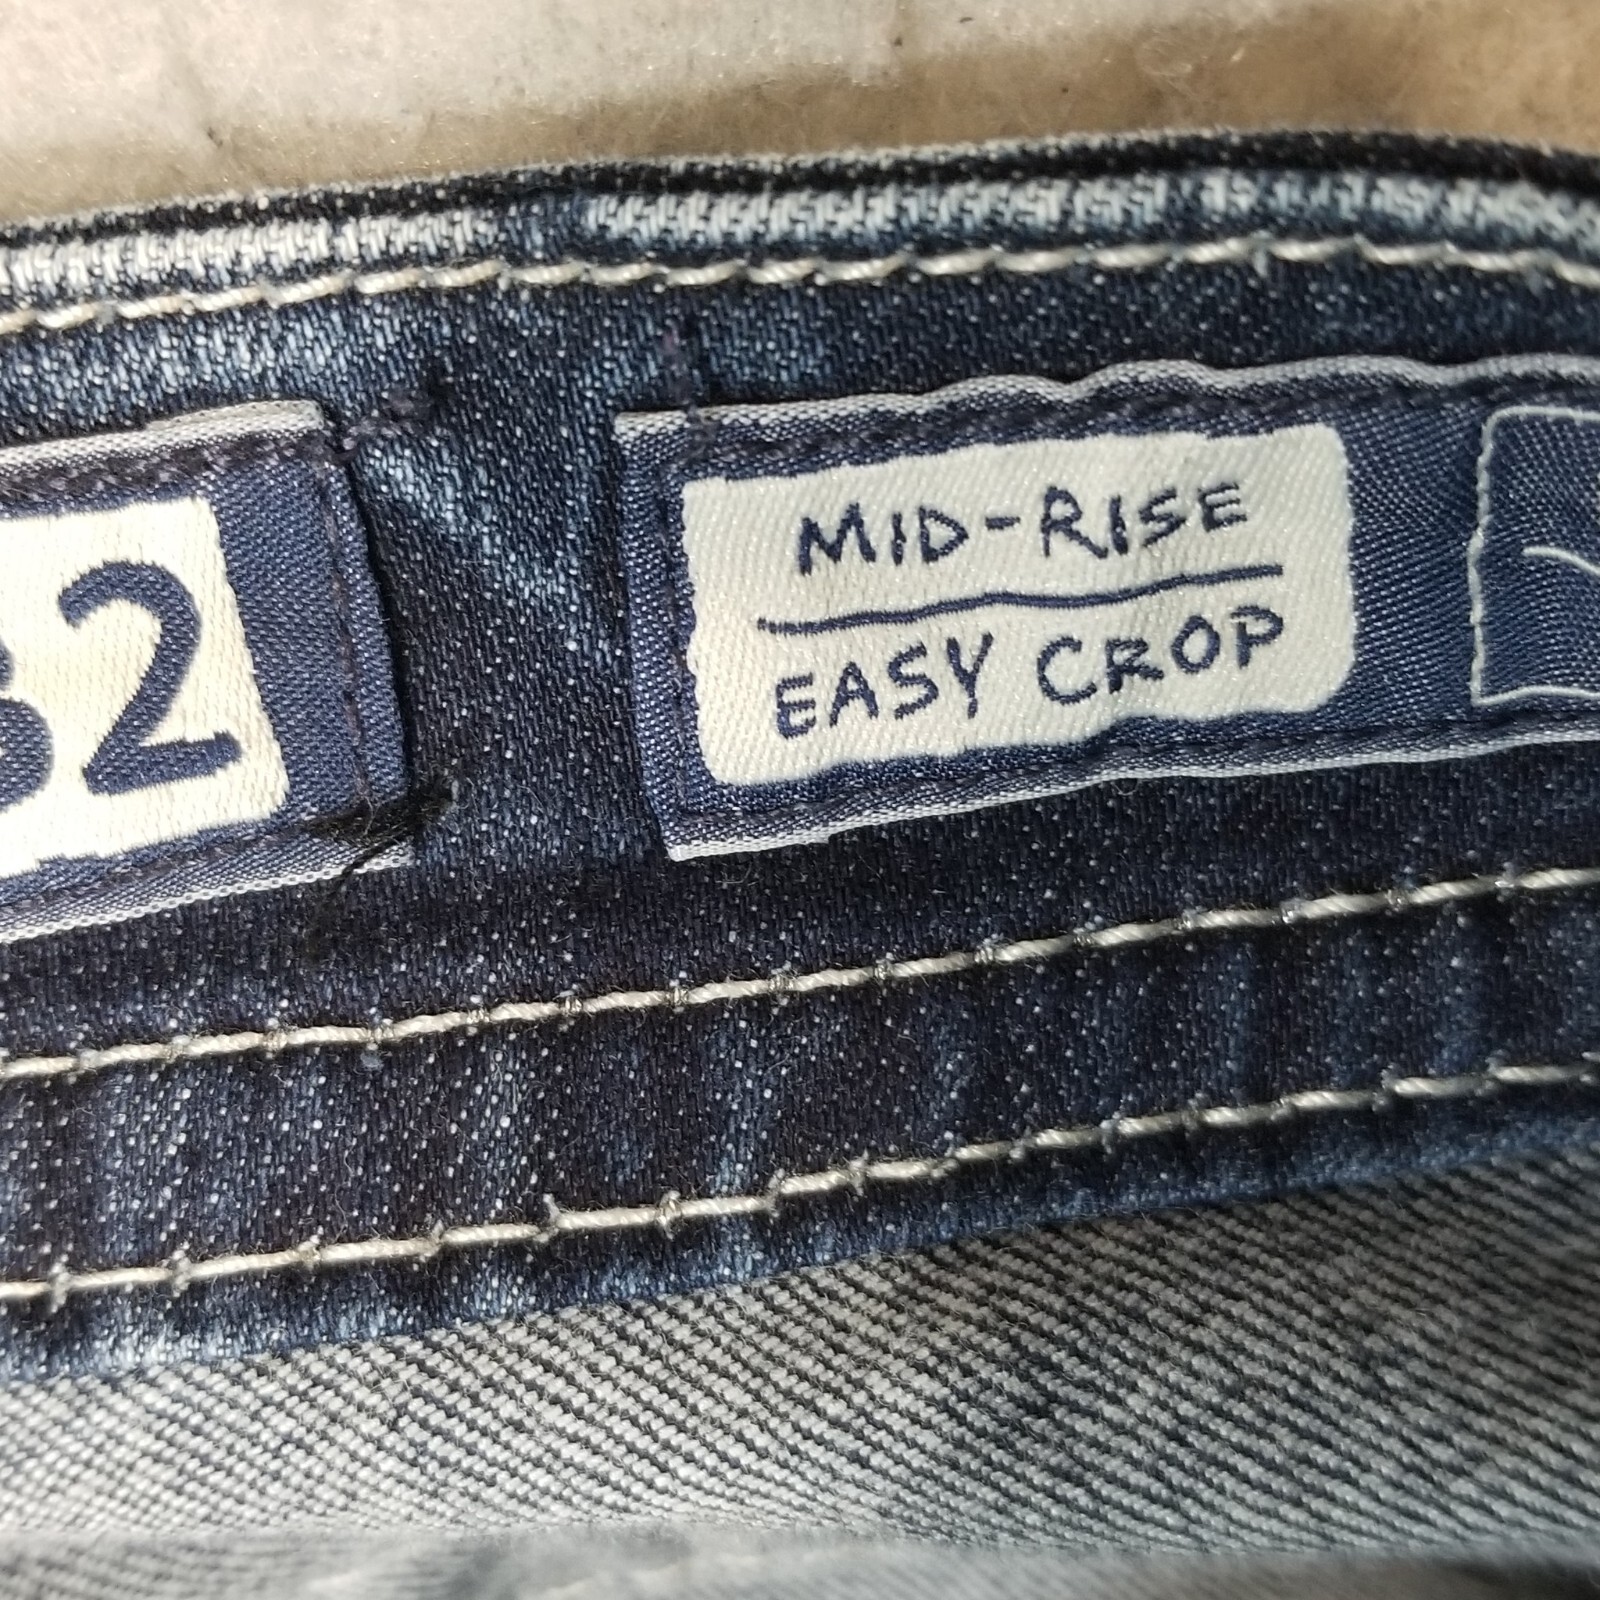 32
MID-RISE
EASY CROP